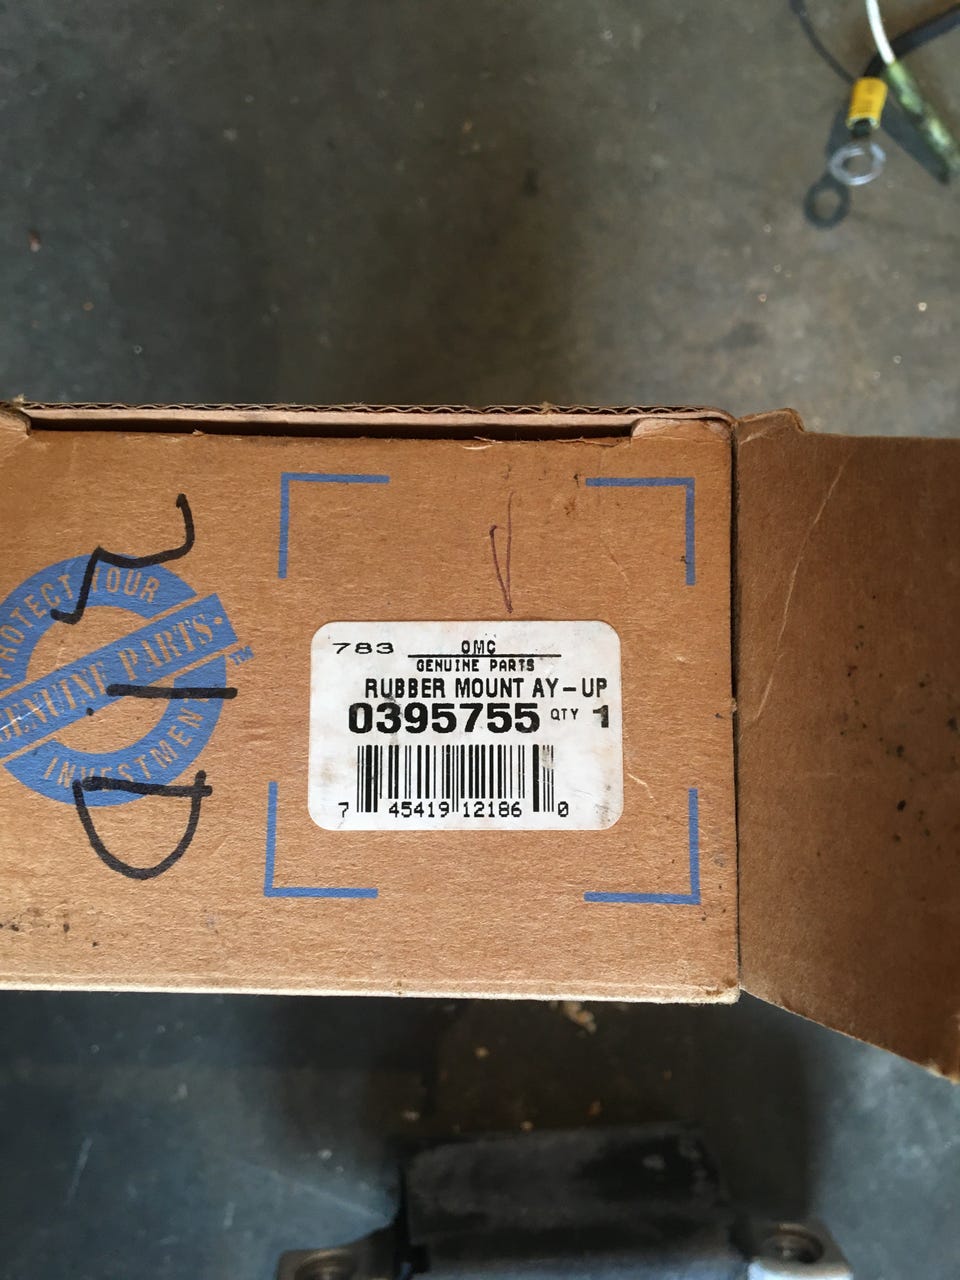 PROTECT YOUR
GENUINE PARTS.™
INVESTMENT
783 OMC
GENUINE PARTS
RUBBER MOUNT AY-UP
0395755 QTY 1
7 45419 12186 0